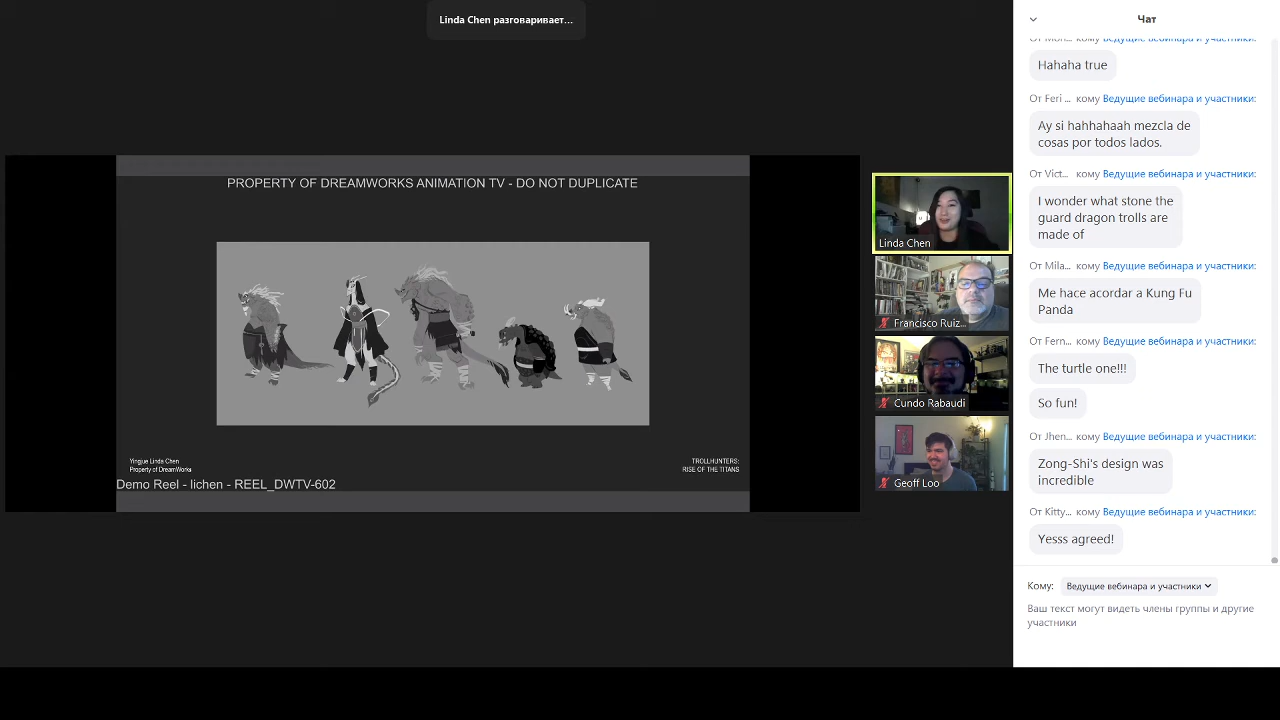 Linda Chen разговаривает...
PROPERTY OF DREAMWORKS ANIMATION TV - DO NOT DUPLICATE
Yingjue Linda Chen
Property of DreamWorks
TROLLHUNTERS:
RISE OF THE TITANS
Demo Reel - lichen - REEL_DWTV-602
Linda Chen
Francisco Ruiz...
Cundo Rabaudi
Geoff Loo
Чат
От Mon... кому Ведущие вебинара и участники:
Hahaha true
От Feri ... кому Ведущие вебинара и участники:
Ay si hahhahaah mezcla de
cosas por todos lados.
От Vict... кому Ведущие вебинара и участники:
I wonder what stone the
guard dragon trolls are
made of
От Mila... кому Ведущие вебинара и участники:
Me hace acordar a Kung Fu
Panda
От Fern... кому Ведущие вебинара и участники:
The turtle one!!!
So fun!
От Jhen... кому Ведущие вебинара и участники:
Zong-Shi's design was
incredible
От Kitty... кому Ведущие вебинара и участники:
Yesss agreed!
Кому: Ведущие вебинара и участники
Ваш текст могут видеть члены группы и другие
участники